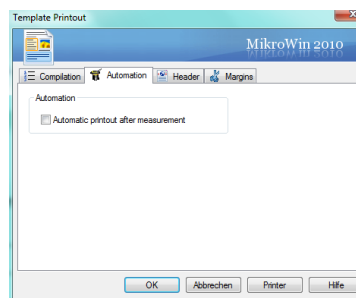 Template Printout
MikroWin 2010
Compilation Automation Header Margins
Automation
Automatic printout after measurement
OK Abbrechen Printer Hilfe